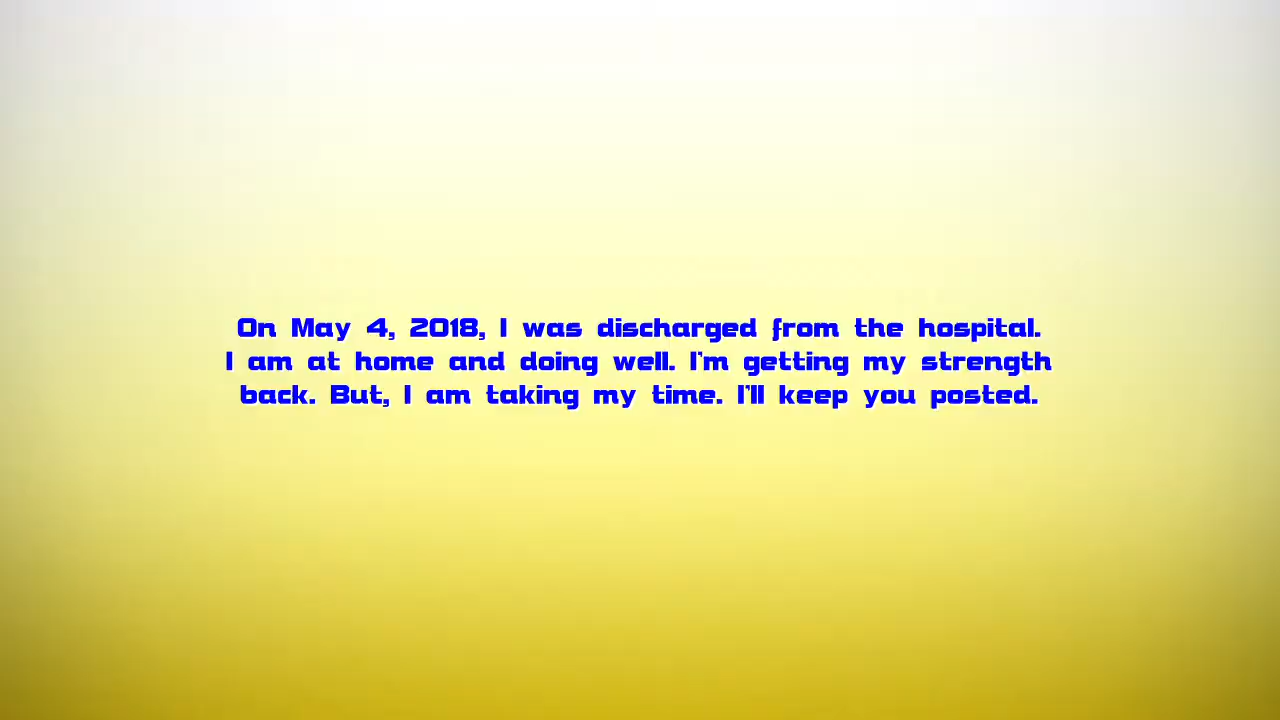 On May 4, 2018, I was discharged from the hospital.
I am at home and doing well. I'm getting my strength
back. But, I am taking my time. I'll keep you posted.